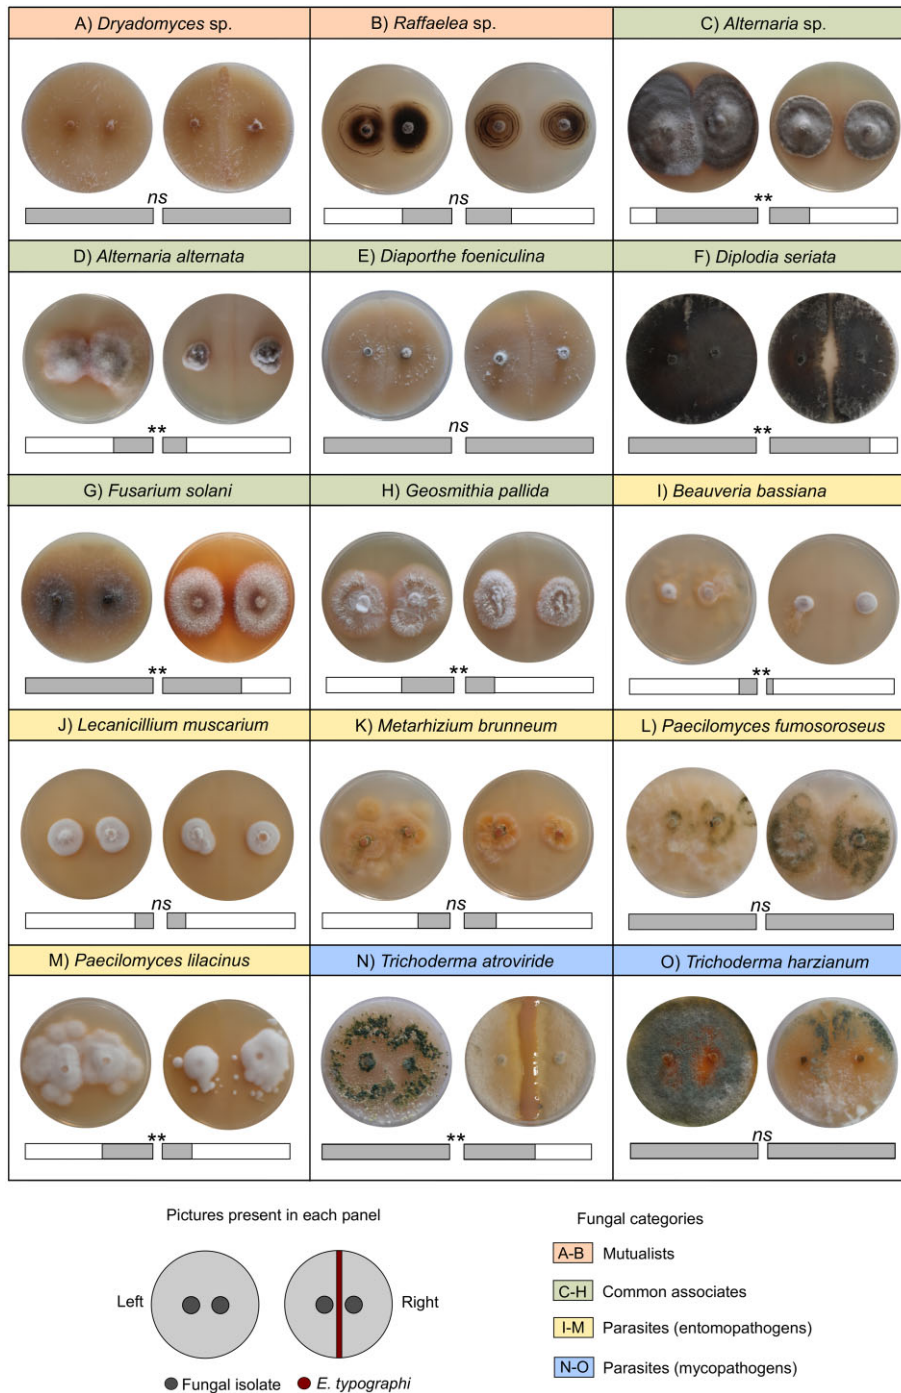 A) Dryadomyces sp.
B) Raffaelea sp.
C) Alternaria sp.
ns
ns
**
D) Alternaria alternata
E) Diaporthe foeniculina
F) Diplodia seriata
**
ns
**
G) Fusarium solani
H) Geosmithia pallida
I) Beauveria bassiana
**
**
**
J) Lecanicillium muscarium
K) Metarhizium brunneum
L) Paecilomyces fumosoroseus
ns
ns
ns
M) Paecilomyces lilacinus
N) Trichoderma atroviride
O) Trichoderma harzianum
**
**
ns
Pictures present in each panel
Left
Right
Fungal isolate
E. typographi
Fungal categories
A-B Mutualists
C-H Common associates
I-M Parasites (entomopathogens)
N-O Parasites (mycopathogens)